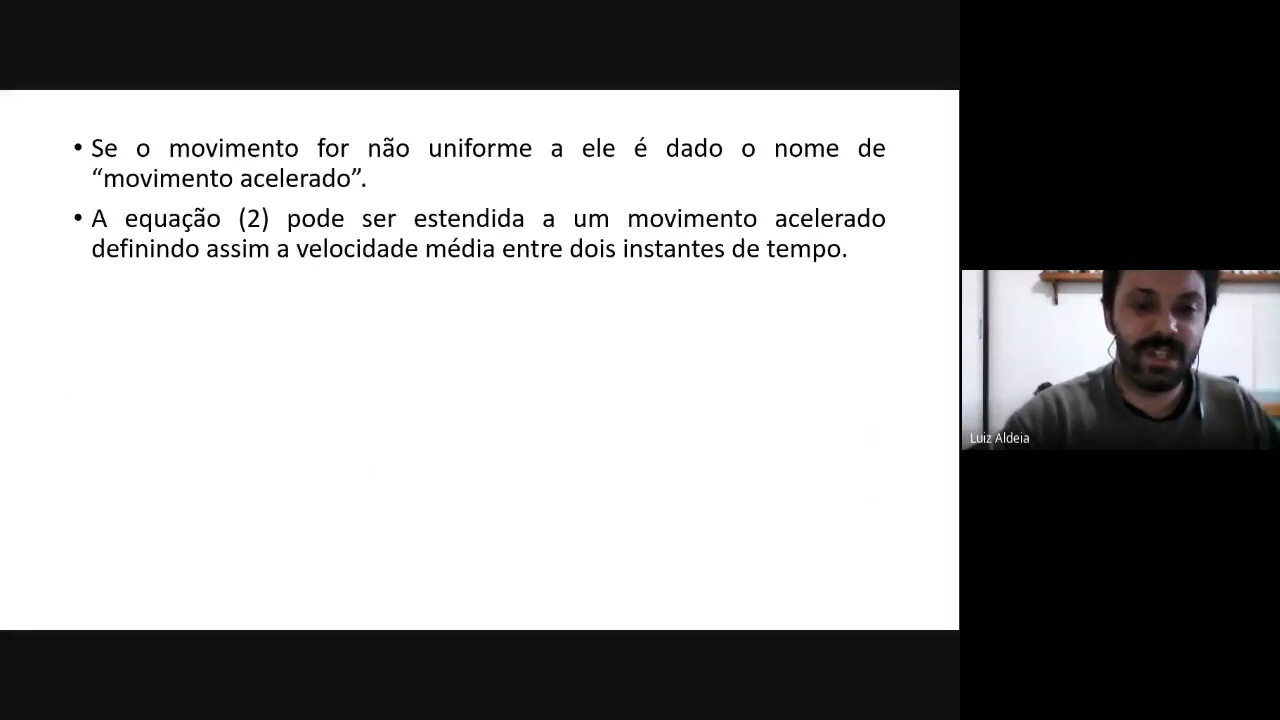 • Se o movimento for não uniforme a ele é dado o nome de
“movimento acelerado”.
• A equação (2) pode ser estendida a um movimento acelerado
definindo assim a velocidade média entre dois instantes de tempo.
Luiz Aldeia